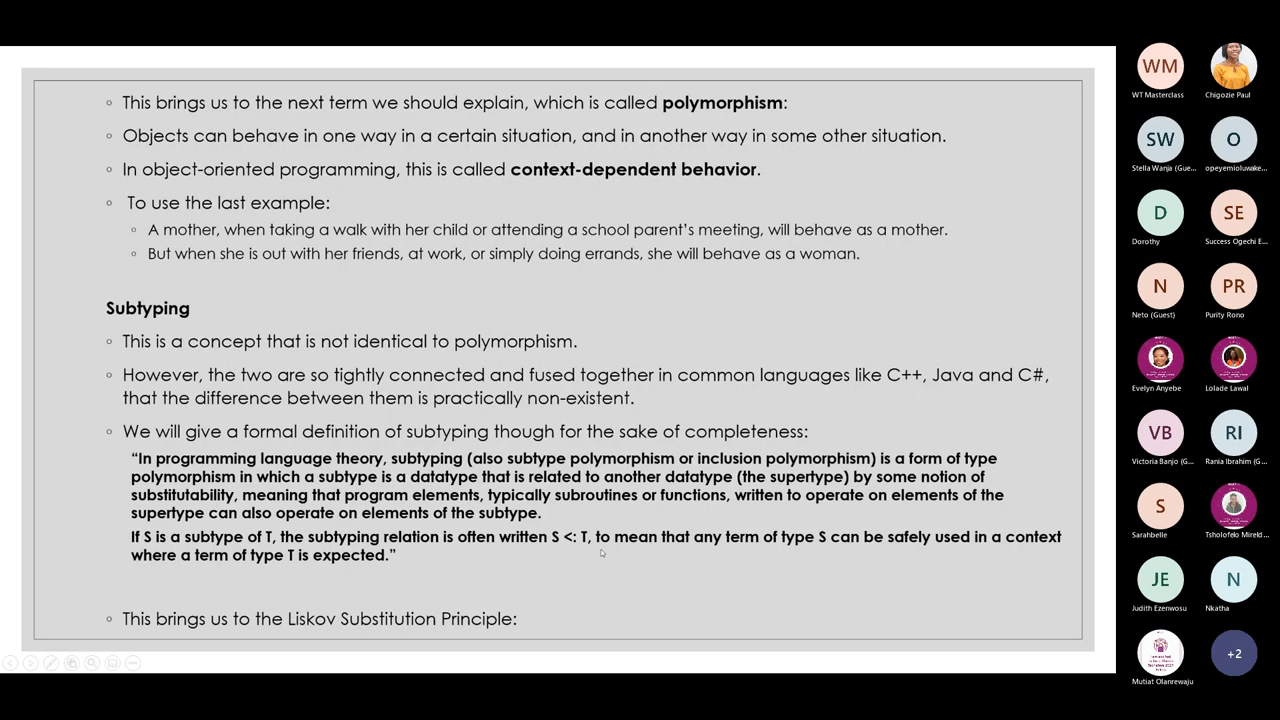 This brings us to the next term we should explain, which is called polymorphism:
Objects can behave in one way in a certain situation, and in another way in some other situation.
In object-oriented programming, this is called context-dependent behavior.
To use the last example:
A mother, when taking a walk with her child or attending a school parent's meeting, will behave as a mother.
But when she is out with her friends, at work, or simply doing errands, she will behave as a woman.
Subtyping
This is a concept that is not identical to polymorphism.
However, the two are so tightly connected and fused together in common languages like C++, Java and C#,
that the difference between them is practically non-existent.
We will give a formal definition of subtyping though for the sake of completeness:
“In programming language theory, subtyping (also subtype polymorphism or inclusion polymorphism) is a form of type
polymorphism in which a subtype is a datatype that is related to another datatype (the supertype) by some notion of
substitutability, meaning that program elements, typically subroutines or functions, written to operate on elements of the
supertype can also operate on elements of the subtype.
If S is a subtype of T, the subtyping relation is often written S <: T, to mean that any term of type S can be safely used in a context
where a term of type T is expected.”
This brings us to the Liskov Substitution Principle:
WM
WT Masterclass
Chigozie Paul
SW
O
Stella Wanja (Gue...
opeyemioluwake...
D
SE
Dorothy
Success Ogechi E...
N
PR
Neto (Guest)
Purity Rono
Evelyn Anyebe
Lolade Lawal
VB
RI
Victoria Banjo (G...
Rania Ibrahim (G...
S
Sarahbelle
Tsholofelo Mireld...
JE
N
Judith Ezenwosu
Nkatha
+2
Mutiat Olanrewaju